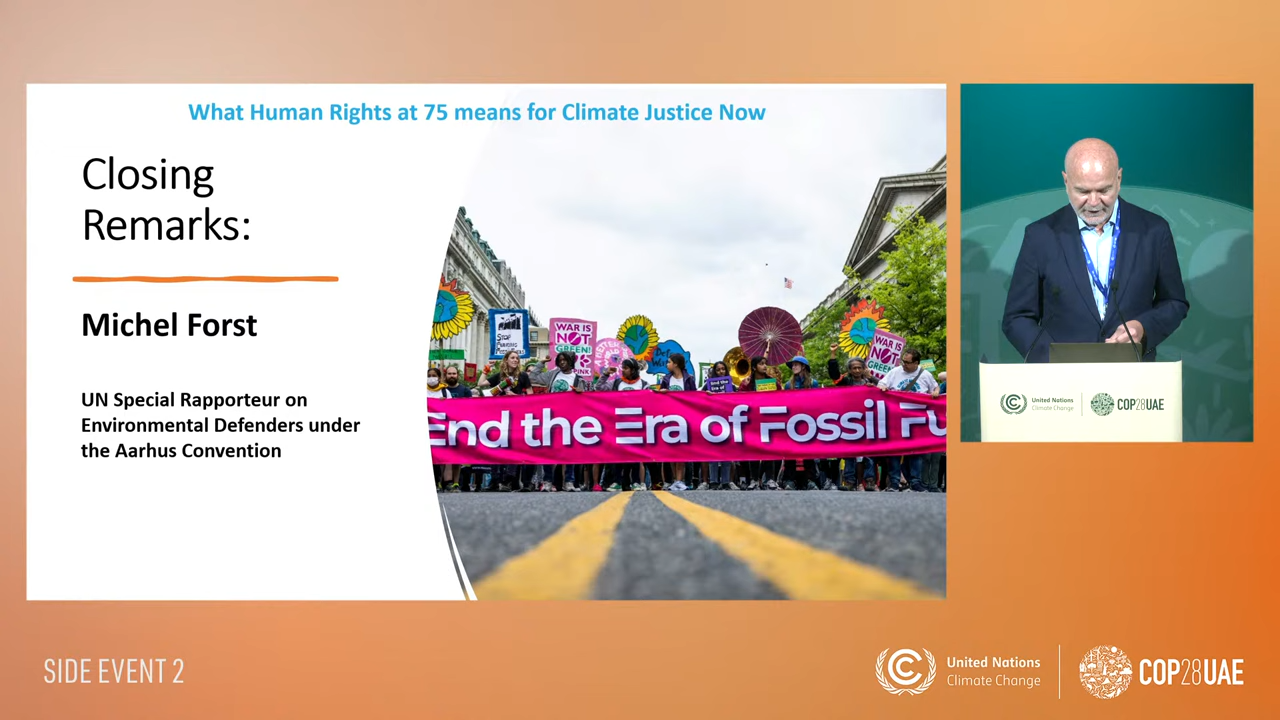 What Human Rights at 75 means for Climate Justice Now
Closing
Remarks:
Michel Forst
UN Special Rapporteur on
Environmental Defenders under
the Aarhus Convention
STOP
WAR IS
NOT
GREEN!
WAR IS
NOT
End the Era of Fossil Fu
United Nations
Climate Change
COP28UAE
SIDE EVENT 2
United Nations
Climate Change
COP28UAE